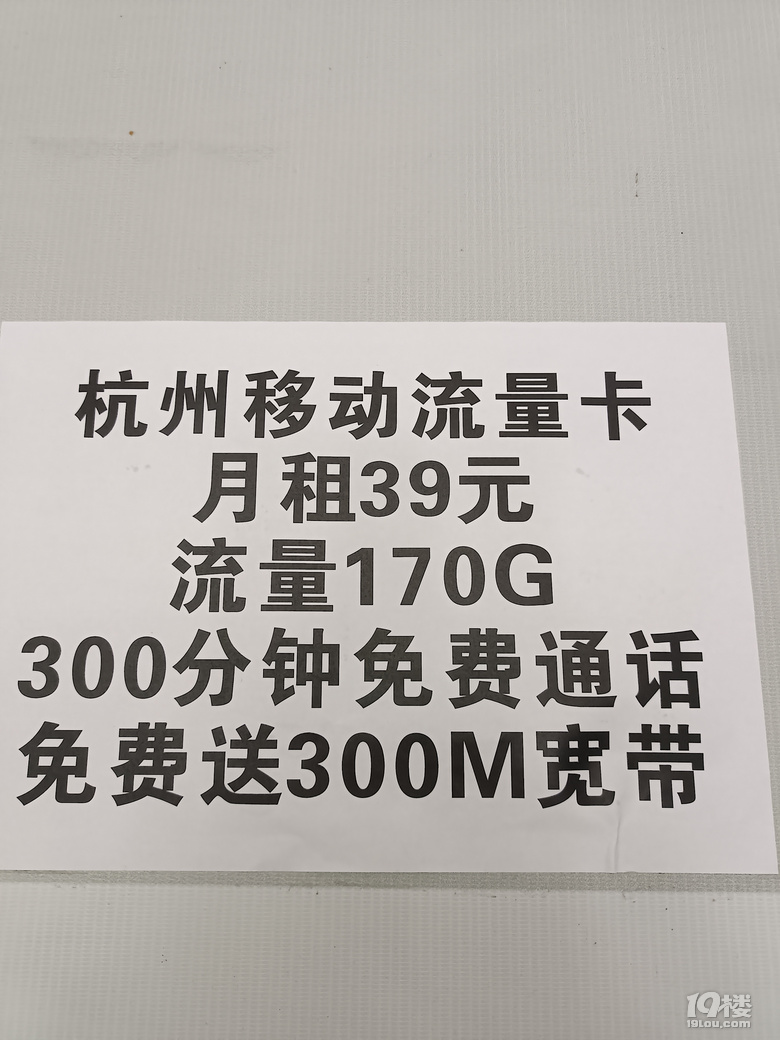 杭州移动流量卡
月租39元
流量170G
300分钟免费通话
免费送300M宽带
19楼
19lou.com